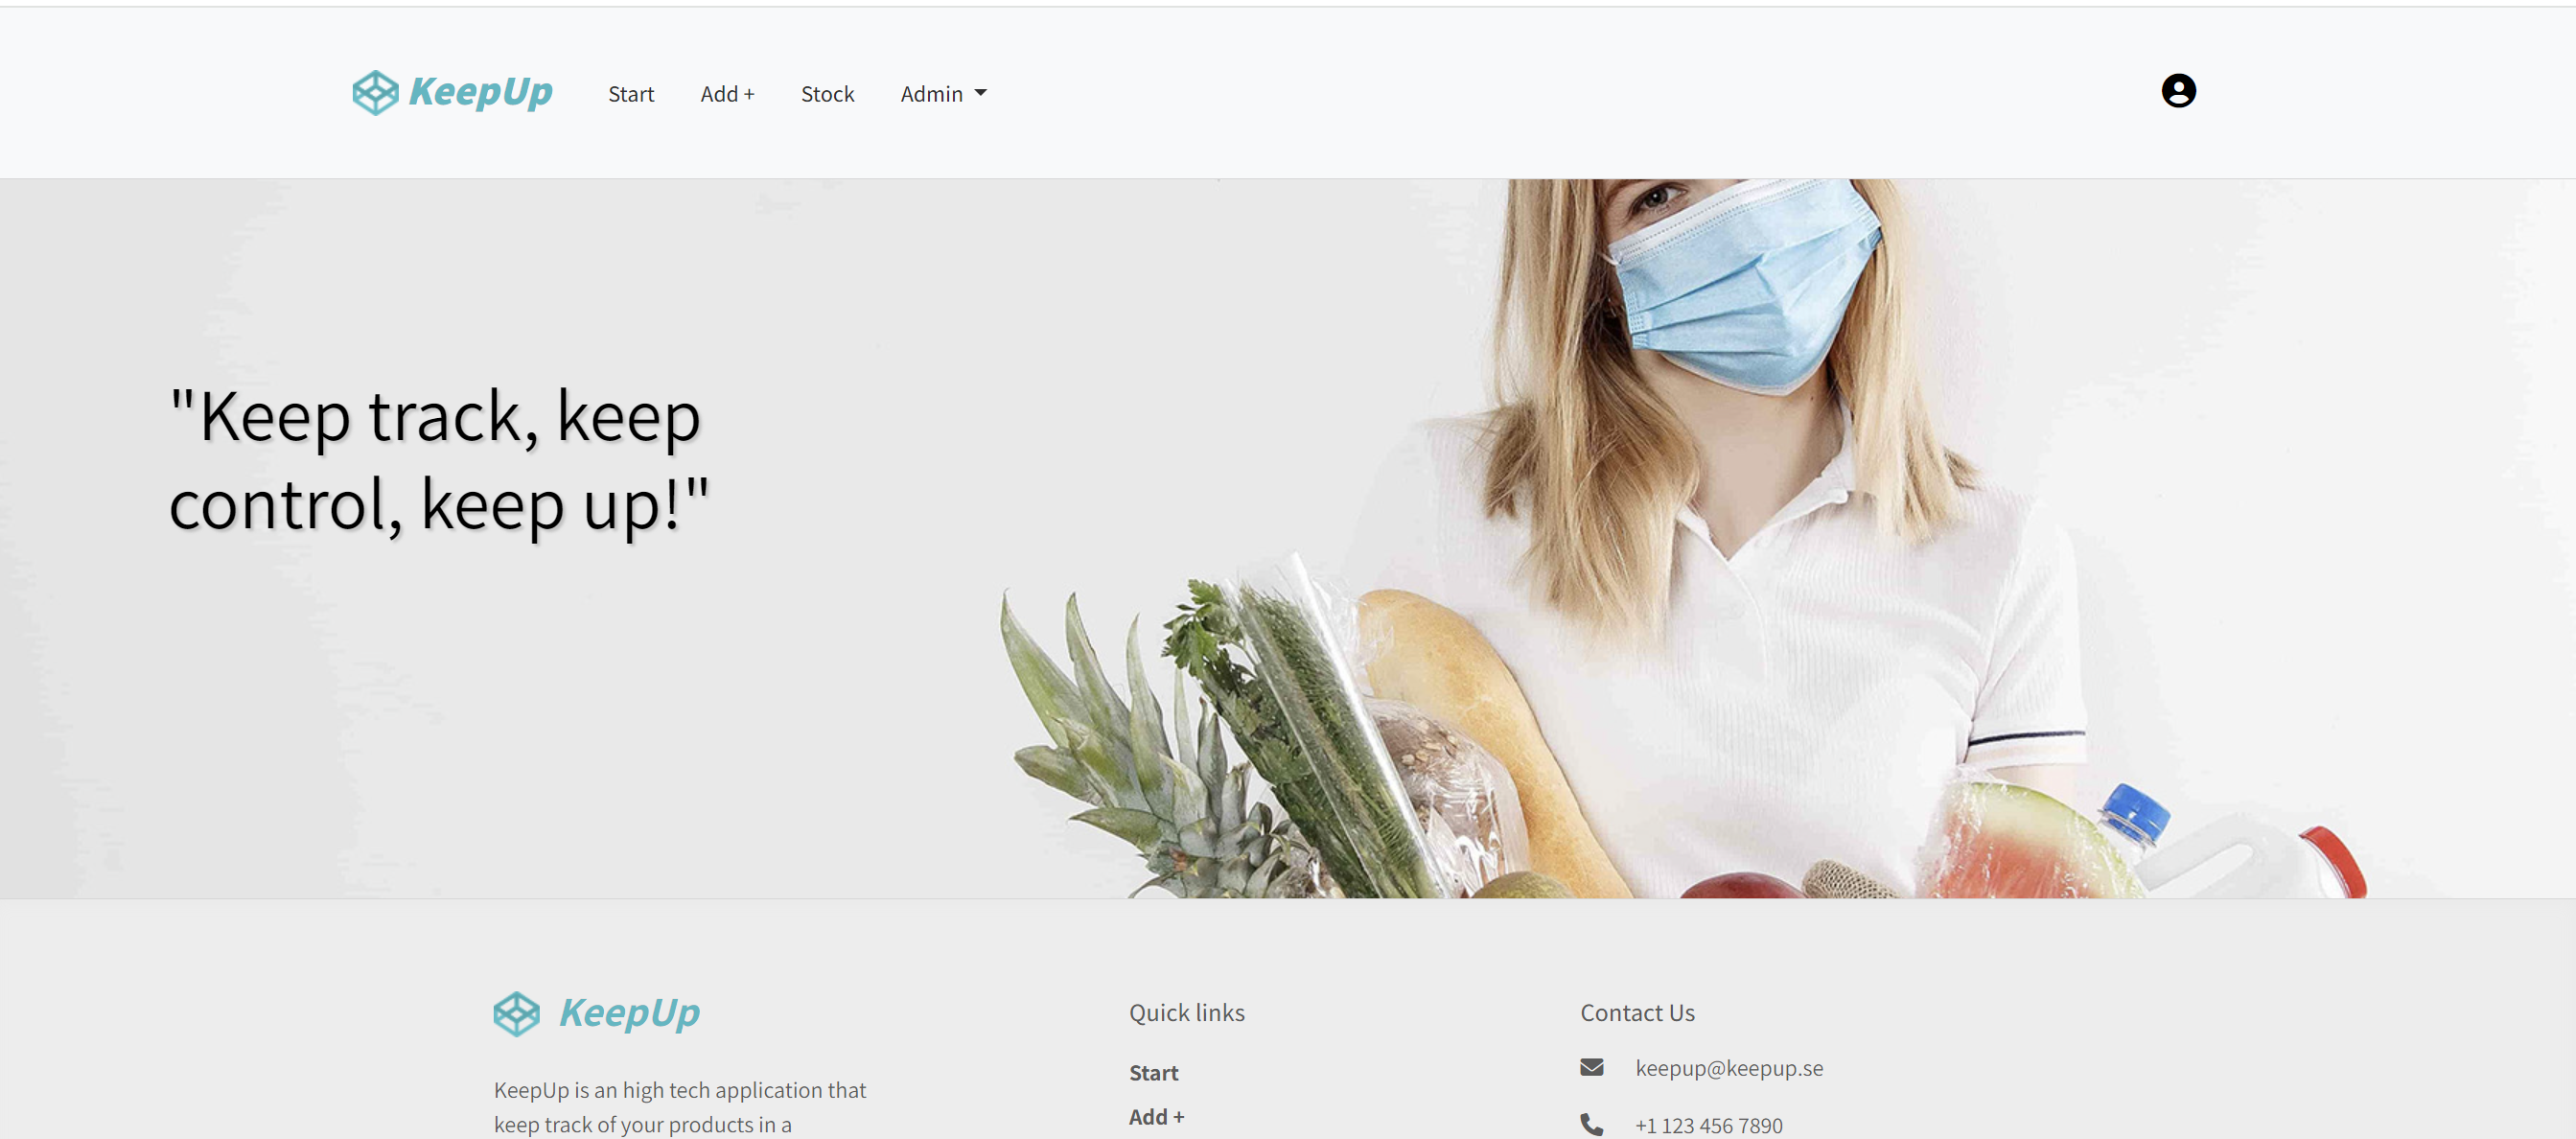 KeepUp
Start
Add +
Stock
Admin
"Keep track, keep
control, keep up!"
KeepUp
KeepUp is an high tech application that
keep track of your products in a
Quick links
Start
Add +
Contact Us
keepup@keepup.se
+1 123 456 7890